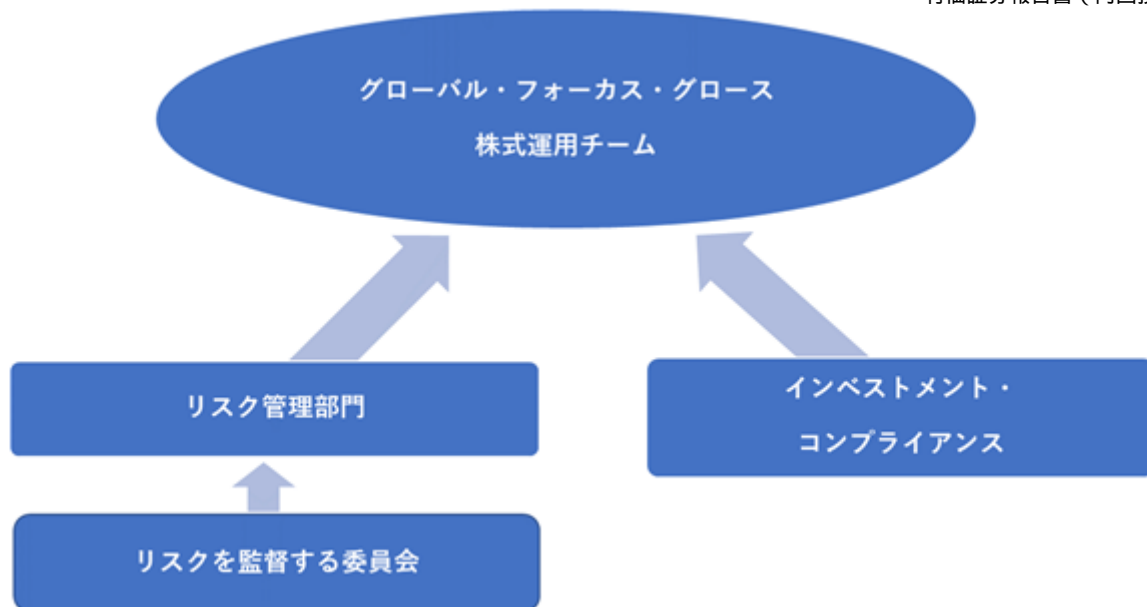 グローバル・フォーカス・グロース
株式運用チーム
リスク管理部門
インベストメント・
コンプライアンス
リスクを監督する委員会